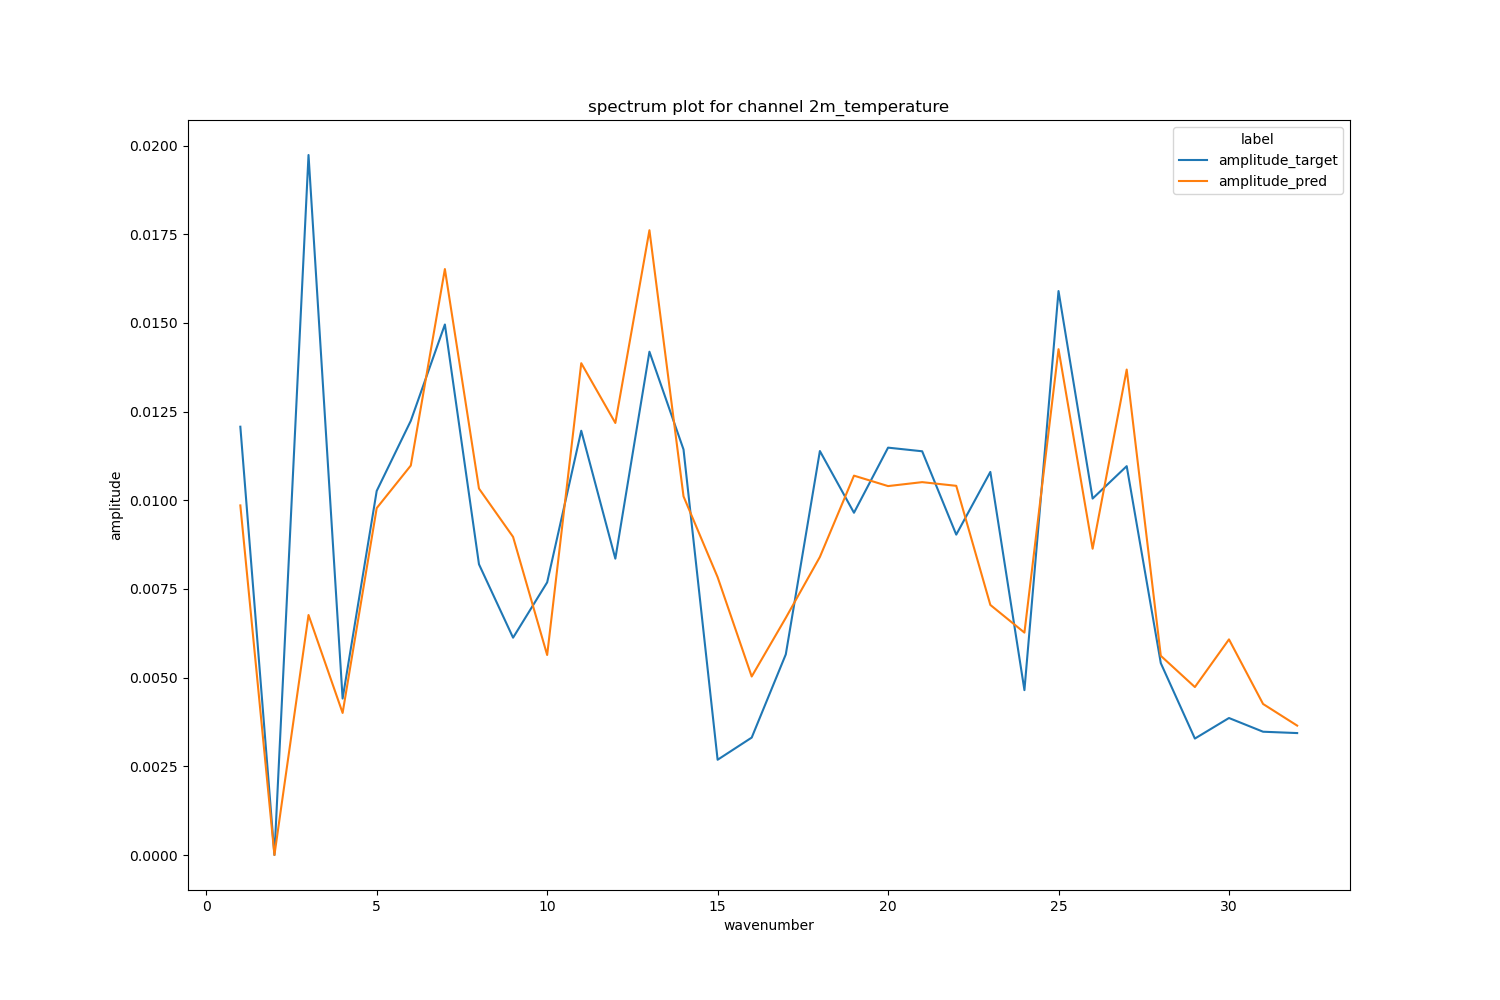 spectrum plot for channel 2m_temperature
label
amplitude_target
amplitude_pred
0.0200
0.0175
0.0150
0.0125
0.0100
0.0075
0.0050
0.0025
0.0000
amplitude
0 5 10 15 20 25 30
wavenumber